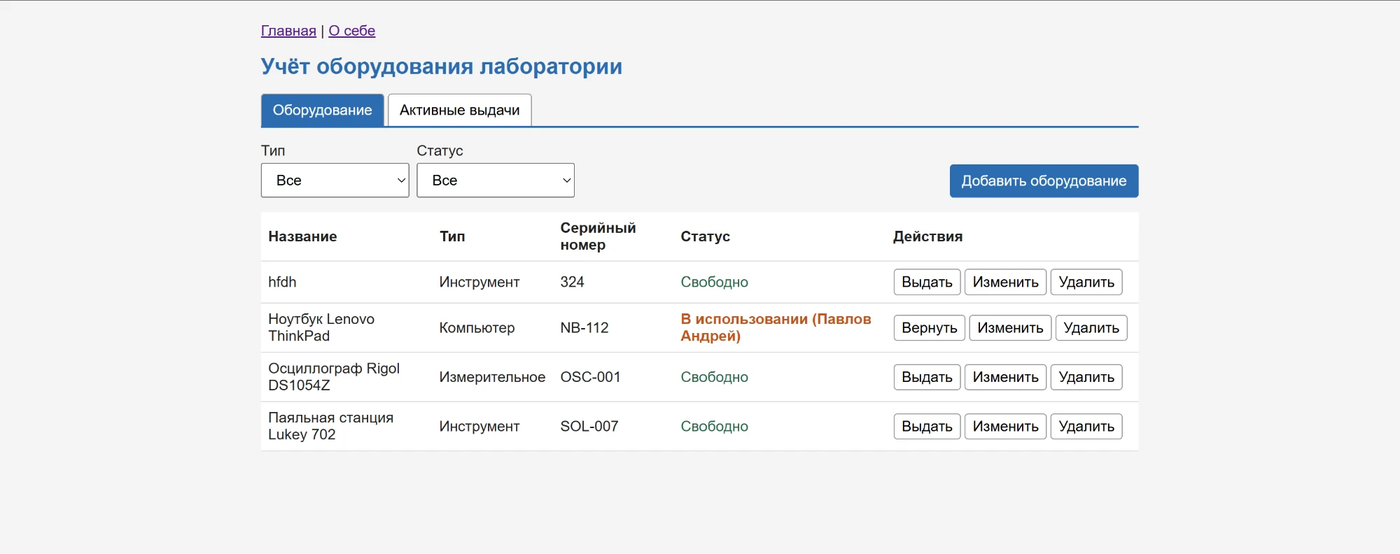 Главная | О себе
Учёт оборудования лаборатории
Оборудование Активные выдачи
Тип Статус
Все Все Добавить оборудование
Название Тип Серийный номер Статус Действия
hfdh Инструмент 324 Свободно Выдать Изменить Удалить
Ноутбук Lenovo ThinkPad Компьютер NB-112 В использовании (Павлов Андрей) Вернуть Изменить Удалить
Осциллограф Rigol DS1054Z Измерительное OSC-001 Свободно Выдать Изменить Удалить
Паяльная станция Lukey 702 Инструмент SOL-007 Свободно Выдать Изменить Удалить